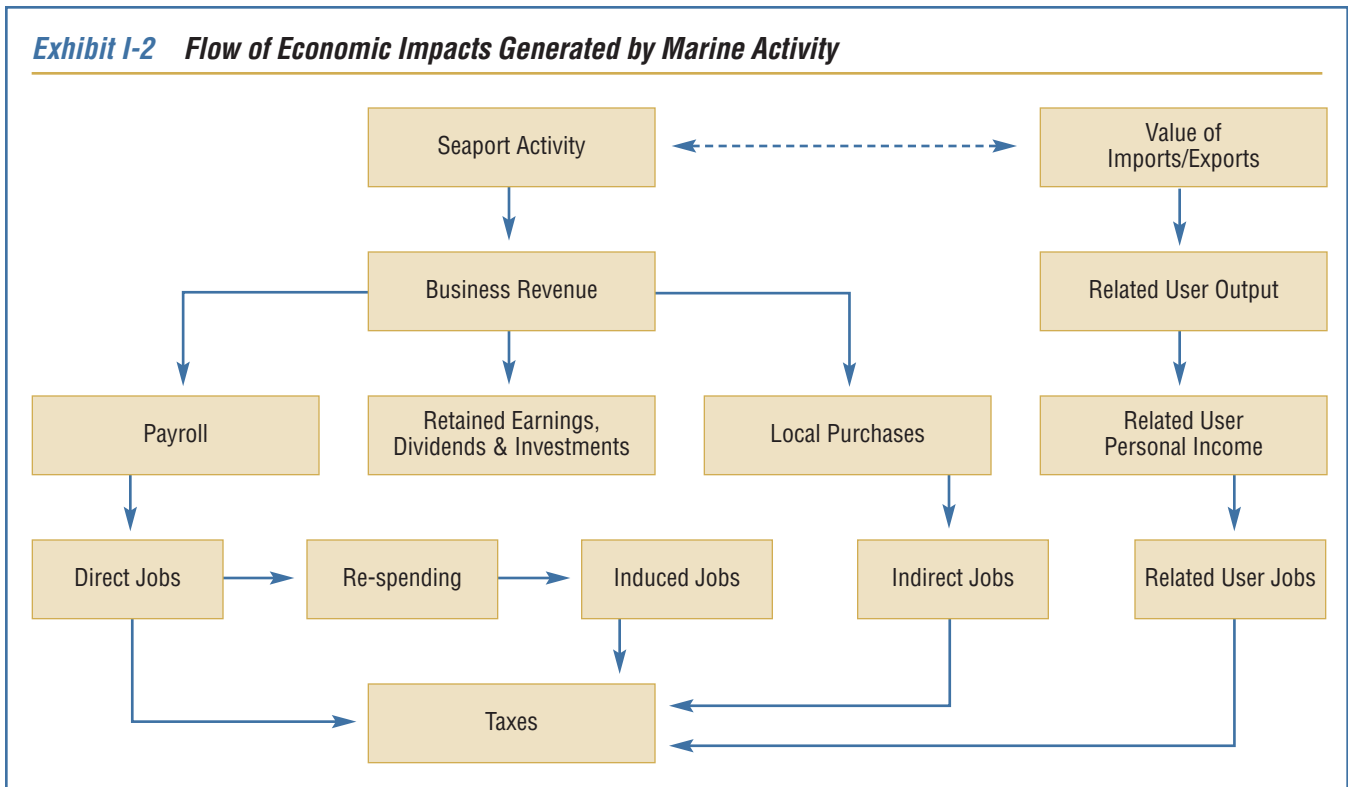 Exhibit I-2 Flow of Economic Impacts Generated by Marine Activity
Seaport Activity
Value of
Imports/Exports
Business Revenue
Related User Output
Payroll
Retained Earnings,
Dividends & Investments
Local Purchases
Related User
Personal Income
Direct Jobs
Re-spending
Induced Jobs
Indirect Jobs
Related User Jobs
Taxes